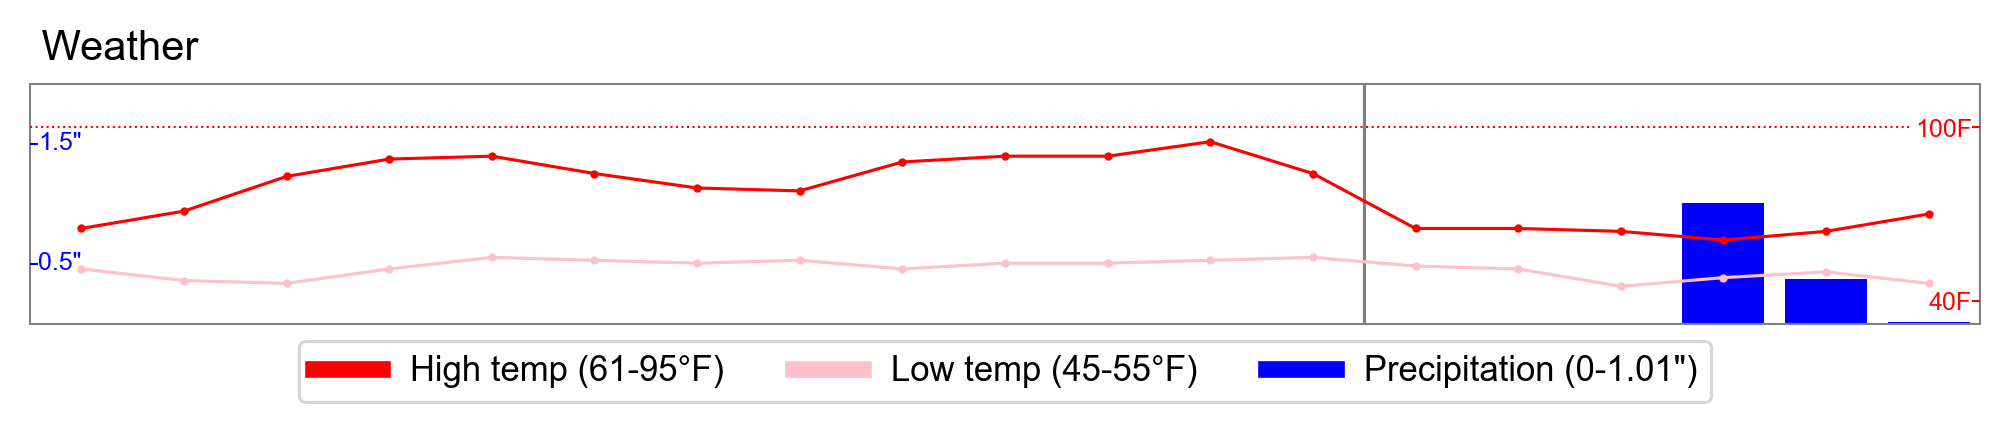 Weather
1.5"
100F
0.5"
40F
High temp (61-95°F) Low temp (45-55°F) Precipitation (0-1.01")